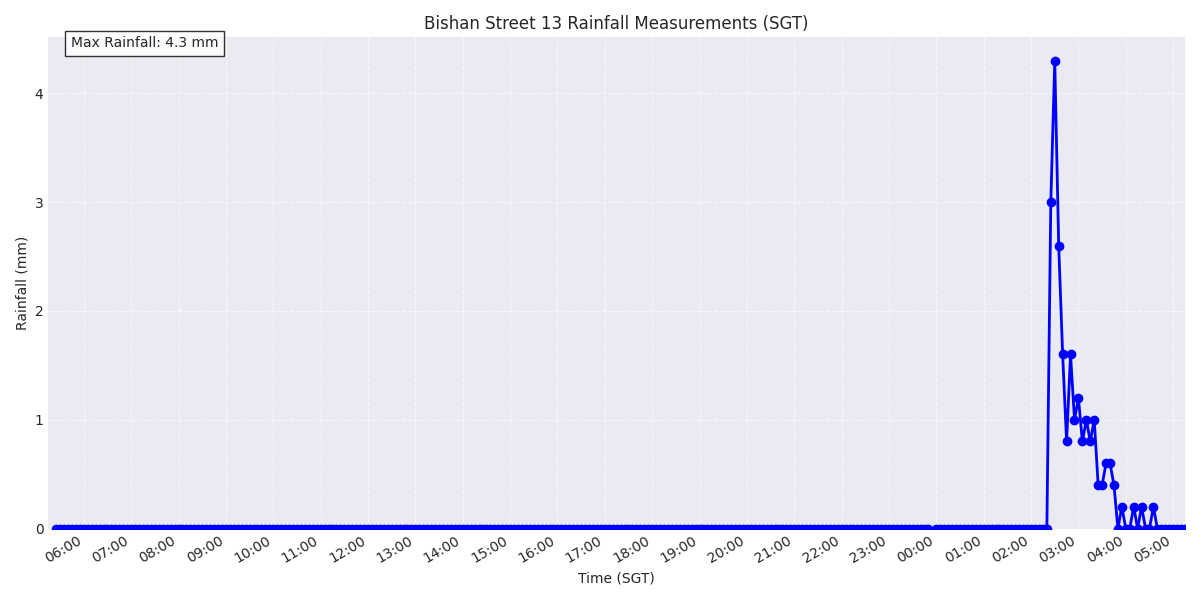 Bishan Street 13 Rainfall Measurements (SGT)
Max Rainfall: 4.3 mm
Rainfall (mm)
4
3
2
1
0
06:00 07:00 08:00 09:00 10:00 11:00 12:00 13:00 14:00 15:00 16:00 17:00 18:00 19:00 20:00 21:00 22:00 23:00 00:00 01:00 02:00 03:00 04:00 05:00
Time (SGT)